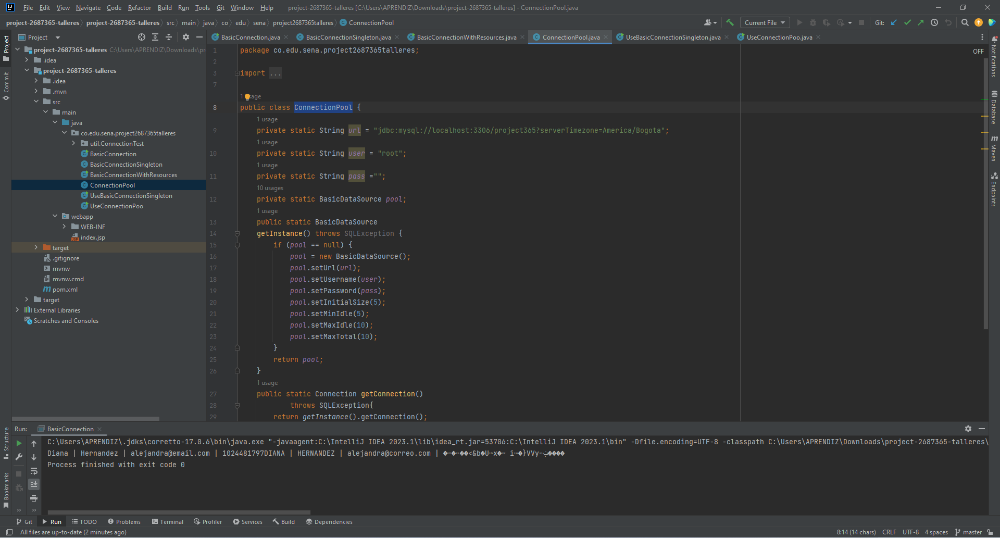 File Edit View Navigate Code Refactor Build Run Tools Git Window Help project-2687365-talleres [C:\Users\APRENDIZ\Downloads\project-2687365-talleres] - ConnectionPool.java
project-2687365-talleres project-2687365-talleres src main java co edu sena project2687365talleres ConnectionPool Current File Git:
Project
BasicConnection.java BasicConnectionSingleton.java BasicConnectionWithResources.java ConnectionPool.java UseBasicConnectionSingleton.java UseConnectionPoo.java
Project
Commit
Structure
Bookmarks
project-2687365-talleres C:\Users\APRENDIZ\Downloads\pr
.idea
project-2687365-talleres
.idea
.mvn
src
main
java
co.edu.sena.project2687365talleres
util.ConnectionTest
BasicConnection
BasicConnectionSingleton
BasicConnectionWithResources
ConnectionPool
UseBasicConnectionSingleton
UseConnectionPoo
webapp
WEB-INF
index.jsp
target
.gitignore
mvnw
mvnw.cmd
pom.xml
target
External Libraries
Scratches and Consoles
OFF
1 package co.edu.sena.project2687365talleres;
2
3 import ...
7
1 usage
8 public class ConnectionPool {
1 usage
9 private static String url = "jdbc:mysql://localhost:3306/project365?serverTimezone=America/Bogota";
1 usage
10 private static String user = "root";
1 usage
11 private static String pass ="";
10 usages
12 private static BasicDataSource pool;
1 usage
13 public static BasicDataSource
14 getInstance() throws SQLException {
15 if (pool == null) {
16 pool = new BasicDataSource();
17 pool.setUrl(url);
18 pool.setUsername(user);
19 pool.setPassword(pass);
20 pool.setInitialSize(5);
21 pool.setMinIdle(5);
22 pool.setMaxIdle(10);
23 pool.setMaxTotal(10);
24 }
25 return pool;
26 }
1 usage
27 public static Connection getConnection()
28 throws SQLException{
29 return getInstance().getConnection();
Notifications
Database
Maven
Endpoints
Run: BasicConnection
C:\Users\APRENDIZ\.jdks\corretto-17.0.6\bin\java.exe "-javaagent:C:\IntelliJ IDEA 2023.1\lib\idea_rt.jar=53706:C:\IntelliJ IDEA 2023.1\bin" -Dfile.encoding=UTF-8 -classpath C:\Users\APRENDIZ\Downloads\project-2687365-talleres\
Diana | Hernandez | alejandra@email.com | 1024481797DIANA | HERNANDEZ | alejandra@correo.com |
Process finished with exit code 0
Git Run TODO Problems Terminal Profiler Services Build Dependencies
All files are up-to-date (2 minutes ago) 8:14 (14 chars) CRLF UTF-8 4 spaces master